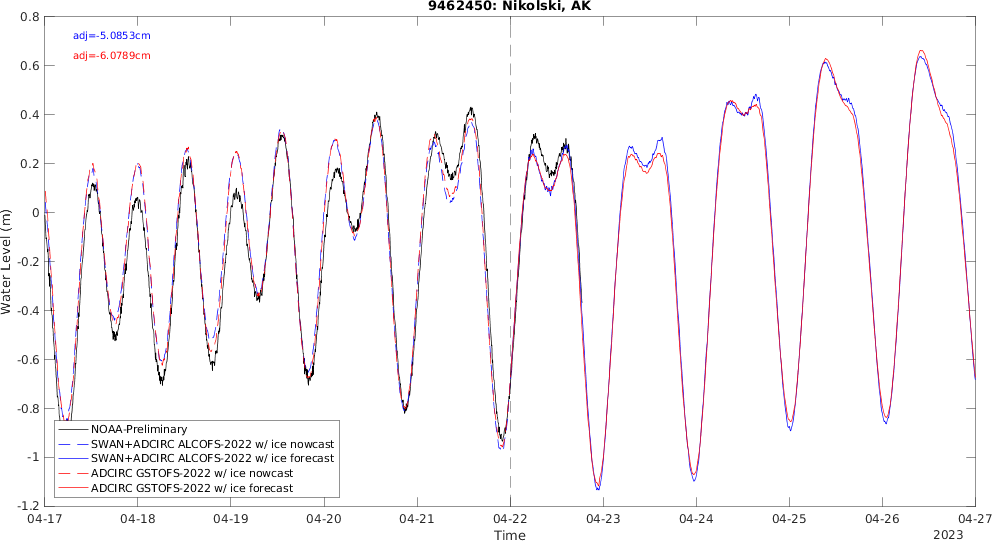 9462450: Nikolski, AK
adj=-5.0853cm
adj=-6.0789cm
0.8
0.6
0.4
0.2
0
-0.2
-0.4
-0.6
-0.8
-1
-1.2
Water Level (m)
NOAA-Preliminary
SWAN+ADCIRC ALCOFS-2022 w/ ice nowcast
SWAN+ADCIRC ALCOFS-2022 w/ ice forecast
ADCIRC GSTOFS-2022 w/ ice nowcast
ADCIRC GSTOFS-2022 w/ ice forecast
04-17 04-18 04-19 04-20 04-21 04-22 04-23 04-24 04-25 04-26 04-27
Time
2023